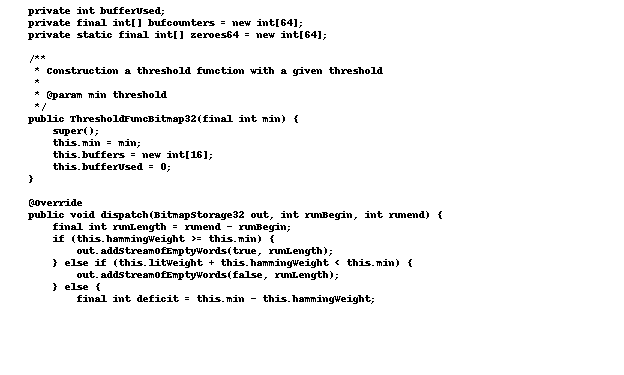 private int bufferUsed;
private final int[] bufcounters = new int[64];
private static final int[] zeroes64 = new int[64];
/**
* Construction a threshold function with a given threshold
*
* @param min threshold
*/
public ThresholdFuncBitmap32(final int min) {
super();
this.min = min;
this.buffers = new int[16];
this.bufferUsed = 0;
}
@Override
public void dispatch(BitmapStorage32 out, int runBegin, int runend) {
final int runLength = runend - runBegin;
if (this.hammingWeight >= this.min) {
out.addStreamOfEmptyWords(true, runLength);
} else if (this.litWeight + this.hammingWeight < this.min) {
out.addStreamOfEmptyWords(false, runLength);
} else {
final int deficit = this.min - this.hammingWeight;